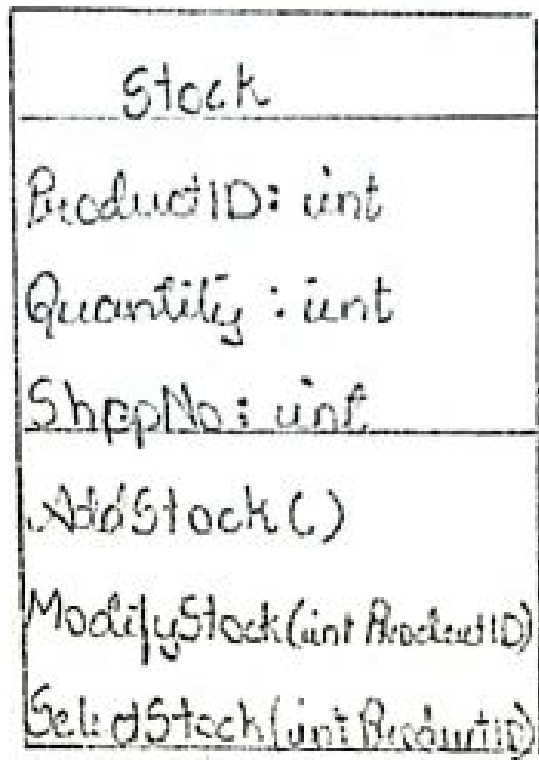 Stock
ProductID: int
Quantity: int
ShopNo: int
AddStock()
ModifyStock(int ProductID)
SelectStock(int ProductID)